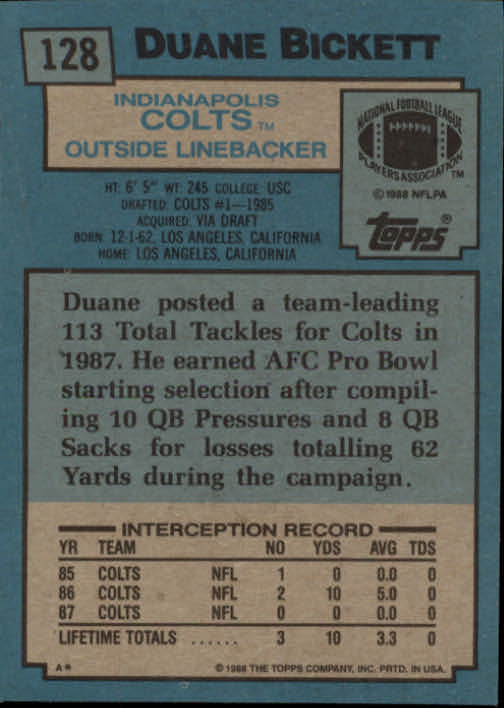 128
DUANE BICKETT
INDIANAPOLIS
COLTS TM
OUTSIDE LINEBACKER
NATIONAL FOOTBALL LEAGUE
PLAYERS ASSOCIATION TM
© 1988 NFLPA
TOPPS®
HT: 6' 5" WT: 245 COLLEGE: USC
DRAFTED: COLTS #1—1985
ACQUIRED: VIA DRAFT
BORN: 12-1-62, LOS ANGELES, CALIFORNIA
HOME: LOS ANGELES, CALIFORNIA
Duane posted a team-leading
113 Total Tackles for Colts in
1987. He earned AFC Pro Bowl
starting selection after compil-
ing 10 QB Pressures and 8 QB
Sacks for losses totalling 62
Yards during the campaign.
INTERCEPTION RECORD
YR TEAM NO YDS AVG TDS
85 COLTS NFL 1 0 0.0 0
86 COLTS NFL 2 10 5.0 0
87 COLTS NFL 0 0 0.0 0
LIFETIME TOTALS ...... 3 10 3.3 0
A* © 1988 THE TOPPS COMPANY, INC. PRTD. IN USA.